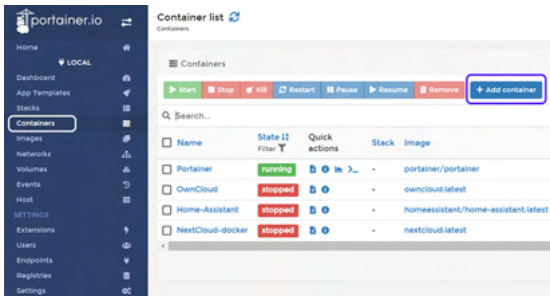 portainer.io
Home
LOCAL
Dashboard
App Templates
Stacks
Containers
Images
Networks
Volumes
Events
Host
SETTINGS
Extensions
Users
Endpoints
Registries
Settings
Container list
Containers
Containers
Start Stop Kill Restart Pause Resume Remove + Add container
Search...
Name State Filter Quick actions Stack Image
Portainer running - portainer/portainer
OwnCloud stopped - owncloud:latest
Home-Assistant stopped - homeassistant/home-assistant:latest
NextCloud-docker stopped - nextcloud:latest